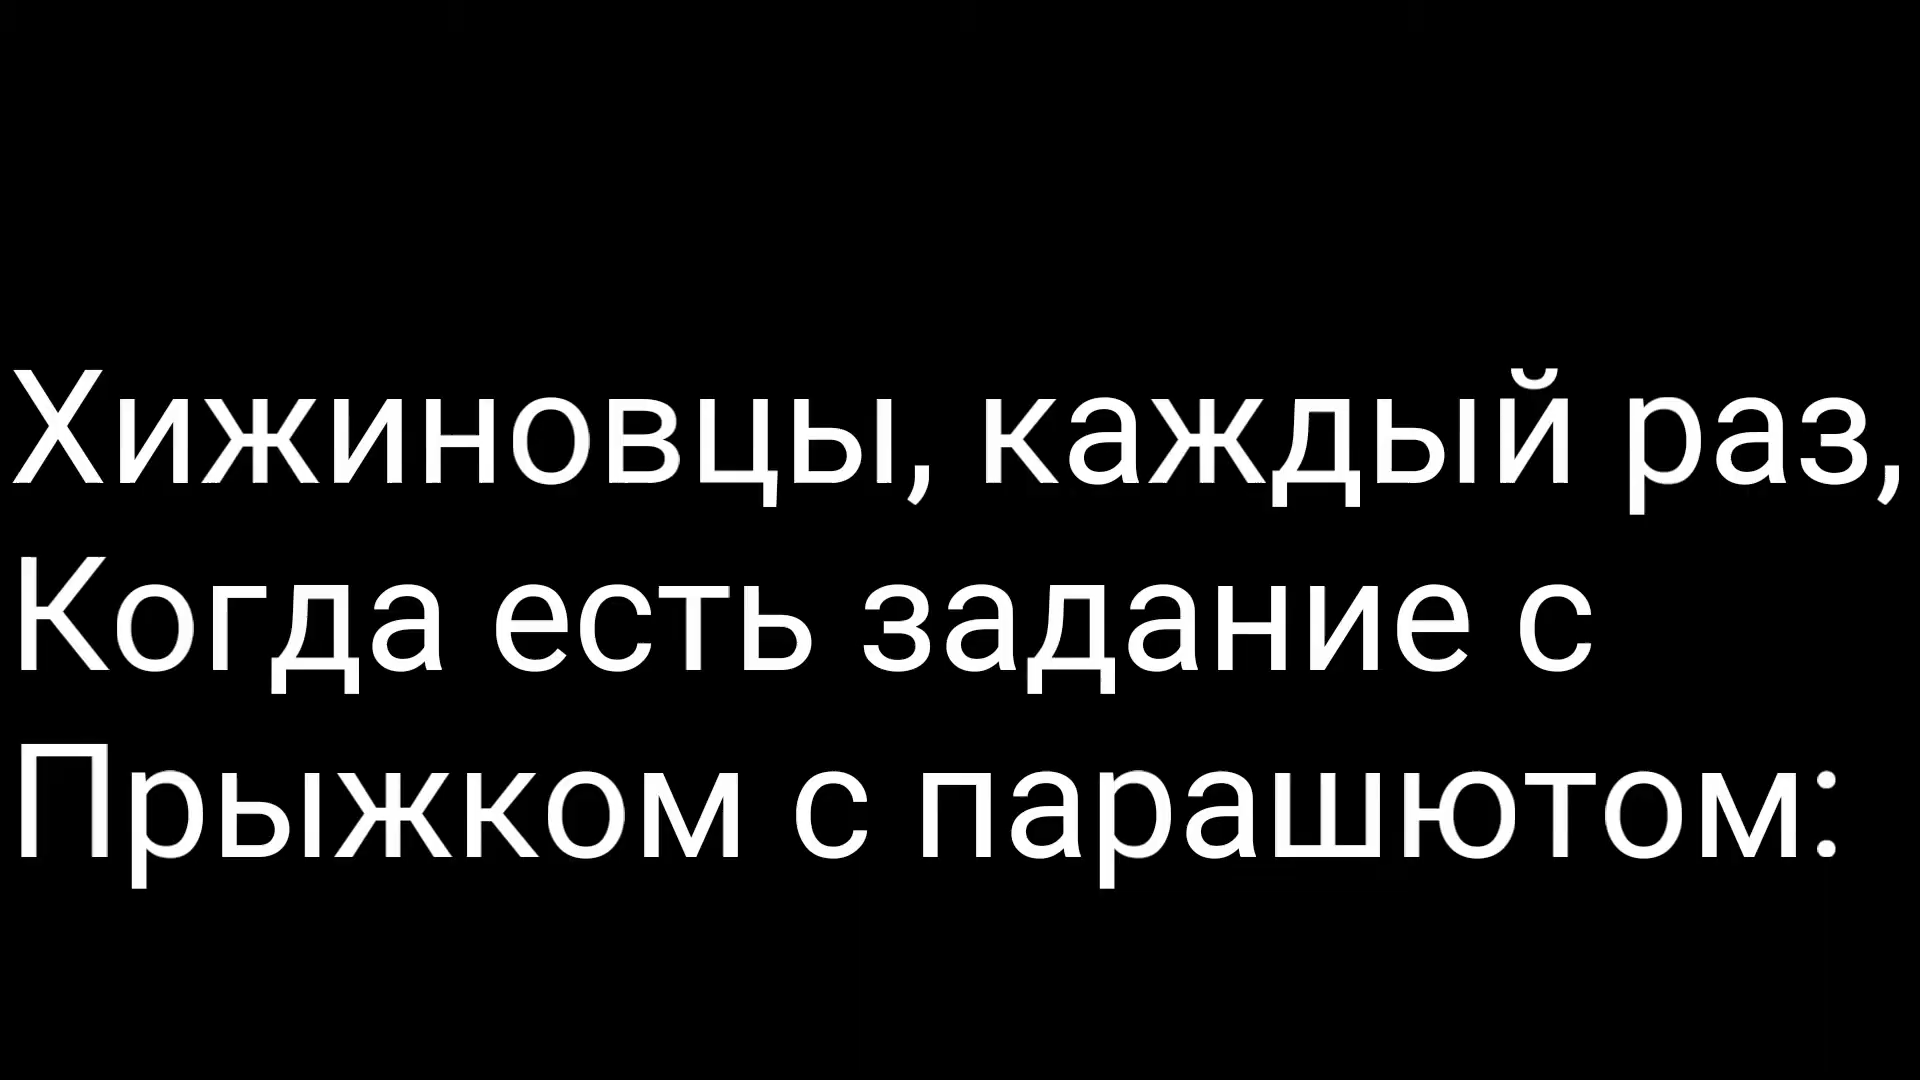 Хижиновцы, каждый раз,
Когда есть задание с
Прыжком с парашютом: